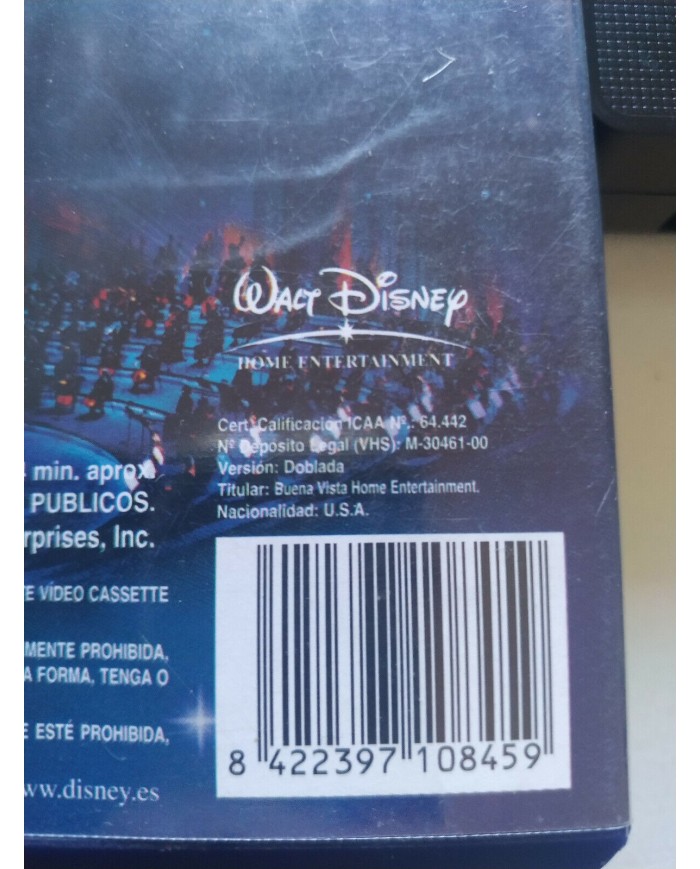 WALT DISNEY
HOME ENTERTAINMENT
Cert. Calificación ICAA Nº.: 64.442
Nº Depósito Legal (VHS): M-30461-00
Versión: Doblada
Titular: Buena Vista Home Entertainment.
Nacionalidad: U.S.A.
min. aprox.
PUBLICOS.
rprises, Inc.
E VÍDEO CASSETTE
MENTE PROHIBIDA,
A FORMA, TENGA O
E ESTÉ PROHIBIDA,
www.disney.es
8 422397 108459